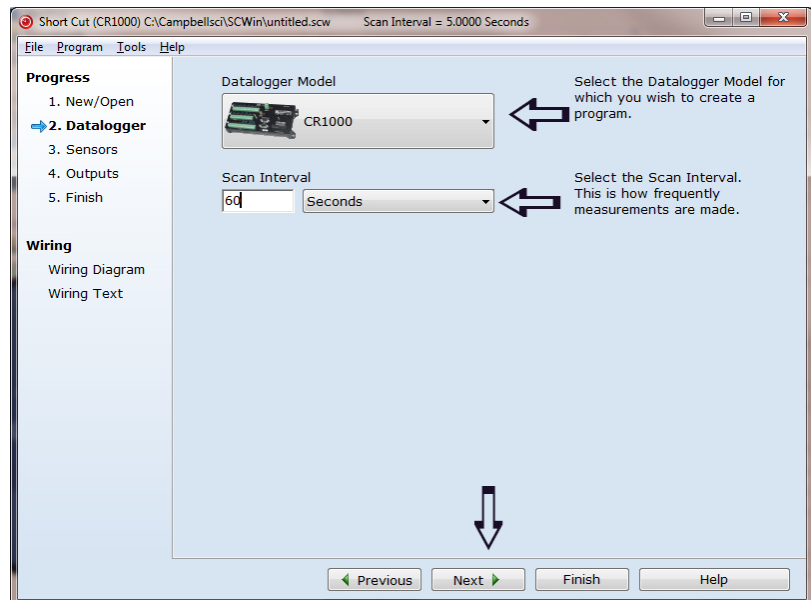 Short Cut (CR1000) C:\Campbellsci\SCWin\untitled.scw Scan Interval = 5.0000 Seconds
File Program Tools Help
Progress
1. New/Open
2. Datalogger
3. Sensors
4. Outputs
5. Finish
Wiring
Wiring Diagram
Wiring Text
Datalogger Model
CR1000
Select the Datalogger Model for
which you wish to create a
program.
Scan Interval
60 Seconds
Select the Scan Interval.
This is how frequently
measurements are made.
Previous Next Finish Help